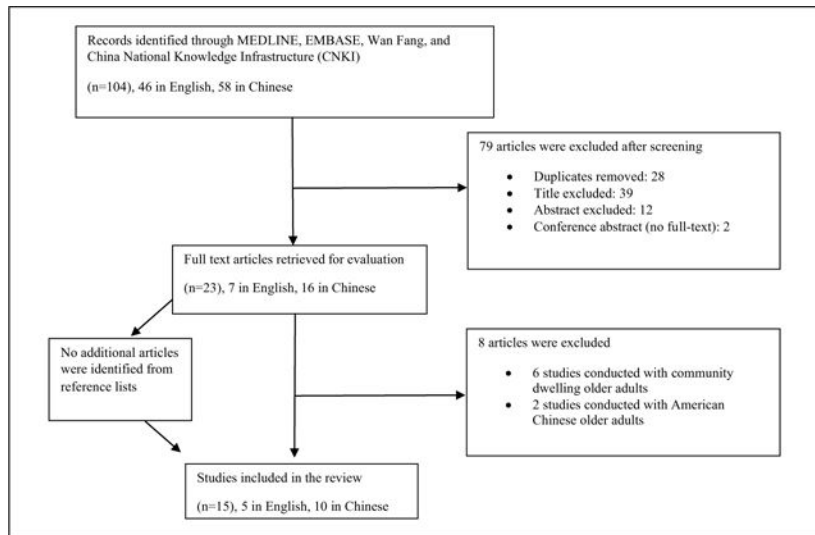 Records identified through MEDLINE, EMBASE, Wan Fang, and
China National Knowledge Infrastructure (CNKI)
(n=104), 46 in English, 58 in Chinese
79 articles were excluded after screening
• Duplicates removed: 28
• Title excluded: 39
• Abstract excluded: 12
• Conference abstract (no full-text): 2
Full text articles retrieved for evaluation
(n=23), 7 in English, 16 in Chinese
No additional articles
were identified from
reference lists
8 articles were excluded
• 6 studies conducted with community
dwelling older adults
• 2 studies conducted with American
Chinese older adults
Studies included in the review
(n=15), 5 in English, 10 in Chinese